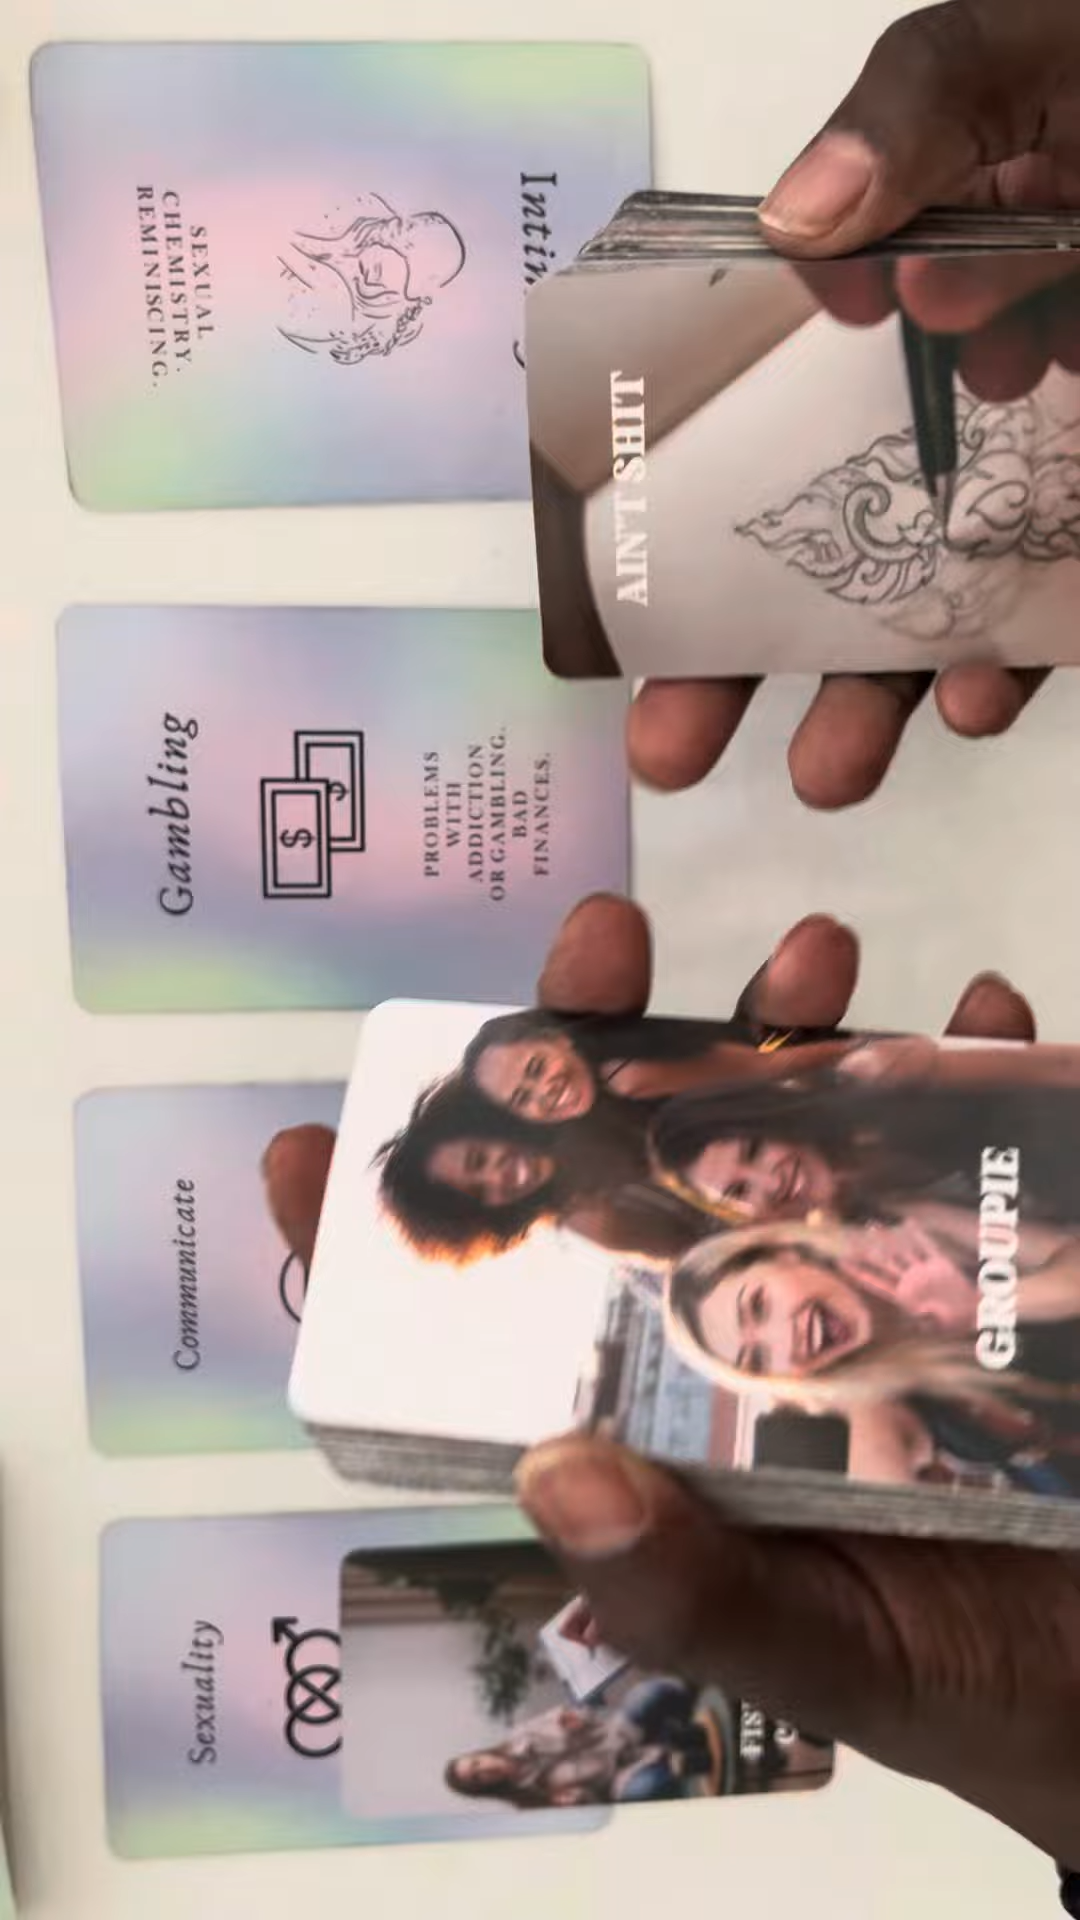 Intim
SEXUAL
CHEMISTRY.
REMINISCING.
AIN'T SHIT
Gambling
$
$
PROBLEMS
WITH
ADDICTION
OR GAMBLING.
BAD
FINANCES.
Communicate
GROUPIE
Sexuality